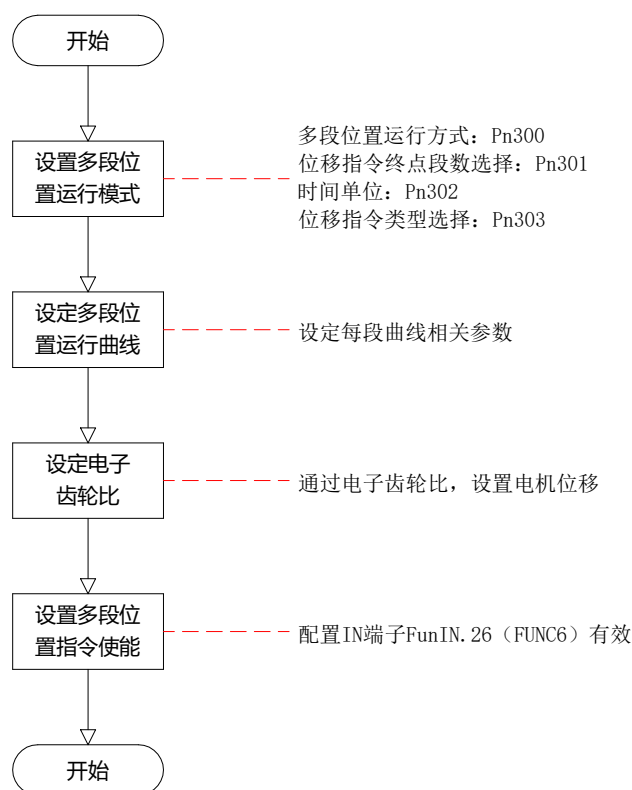 开始
设置多段位
置运行模式
多段位置运行方式：Pn300
位移指令终点段数选择：Pn301
时间单位：Pn302
位移指令类型选择：Pn303
设定多段位
置运行曲线
设定每段曲线相关参数
设定电子
齿轮比
通过电子齿轮比，设置电机位移
设置多段位
置指令使能
配置IN端子FunIN.26（FUNC6）有效
开始